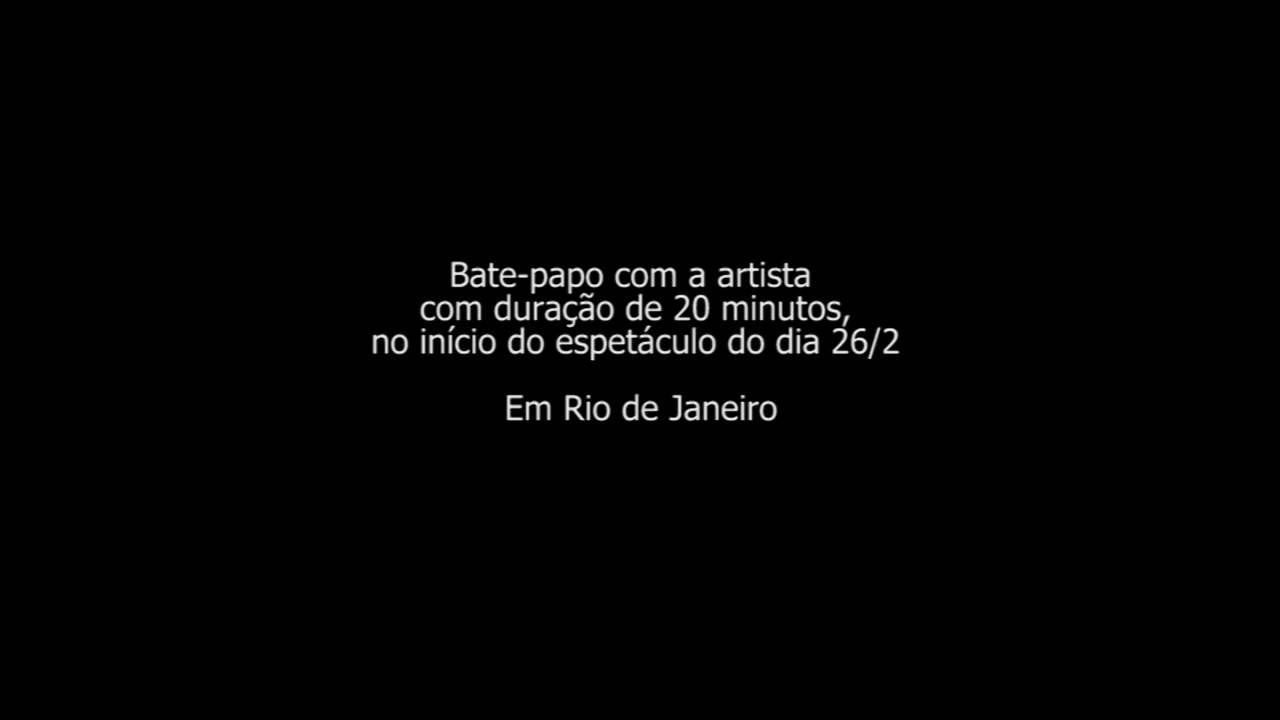 Bate-papo com a artista
com duração de 20 minutos,
no início do espetáculo do dia 26/2
Em Rio de Janeiro